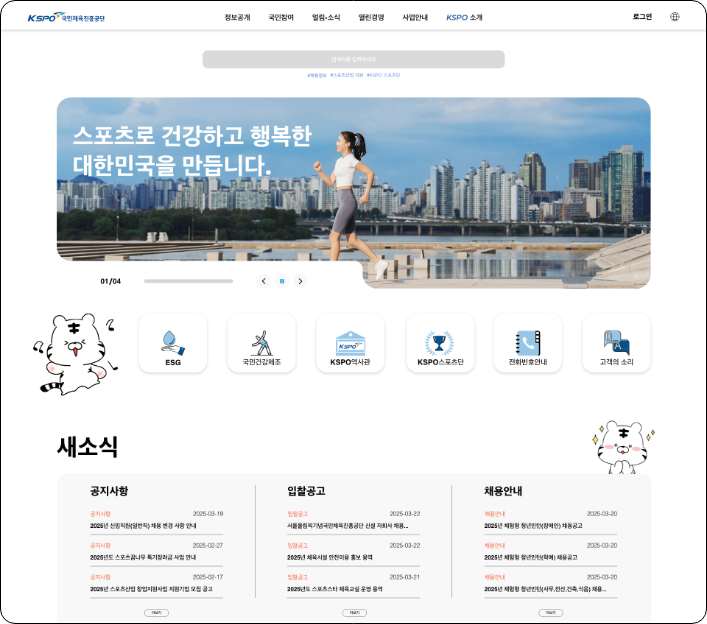 KSPO 국민체육진흥공단 정보공개 국민참여 알림·소식 열린경영 사업안내 KSPO 소개 로그인
검색어를 입력하세요
#채용정보 #스포츠산업 지원 #KSPO 스포츠단
스포츠로 건강하고 행복한
대한민국을 만듭니다.
01/04
ESG
국민건강체조
KSPO
KSPO역사관
KSPO스포츠단
전화번호안내
고객의 소리
새소식
공지사항
공지사항 2025-03-19
2025년 신입직원(일반직) 채용 변경 사항 안내
공지사항 2025-02-27
2025년도 스포츠꿈나무 특기장학금 사업 안내
공지사항 2025-02-17
2025년 스포츠산업 창업지원사업 지원기업 모집 공고
더보기
입찰공고
입찰공고 2025-03-22
서울올림픽기념국민체육진흥공단 신설 자회사 채용...
입찰공고 2025-03-22
2025년 체육시설 안전이용 홍보 용역
입찰공고 2025-03-21
2025년도 스포츠스타 체육교실 운영 용역
더보기
채용안내
채용안내 2025-03-20
2025년 체험형 청년인턴(장애인) 채용공고
채용안내 2025-03-20
2025년 체험형 청년인턴(학예) 채용공고
채용안내 2025-03-20
2025년 체험형 청년인턴(사무,전산,건축,식음) 채용...
더보기